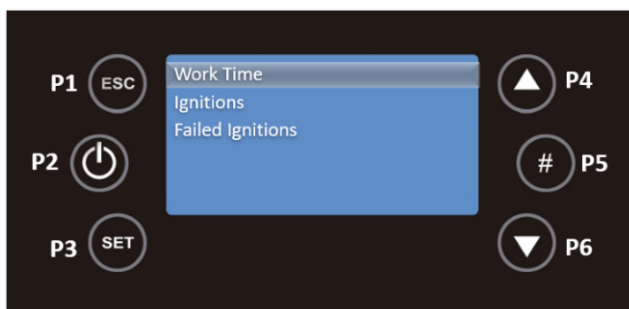 P1 ESC
Work Time
Ignitions
Failed Ignitions
P4
P2
# P5
P3 SET
P6